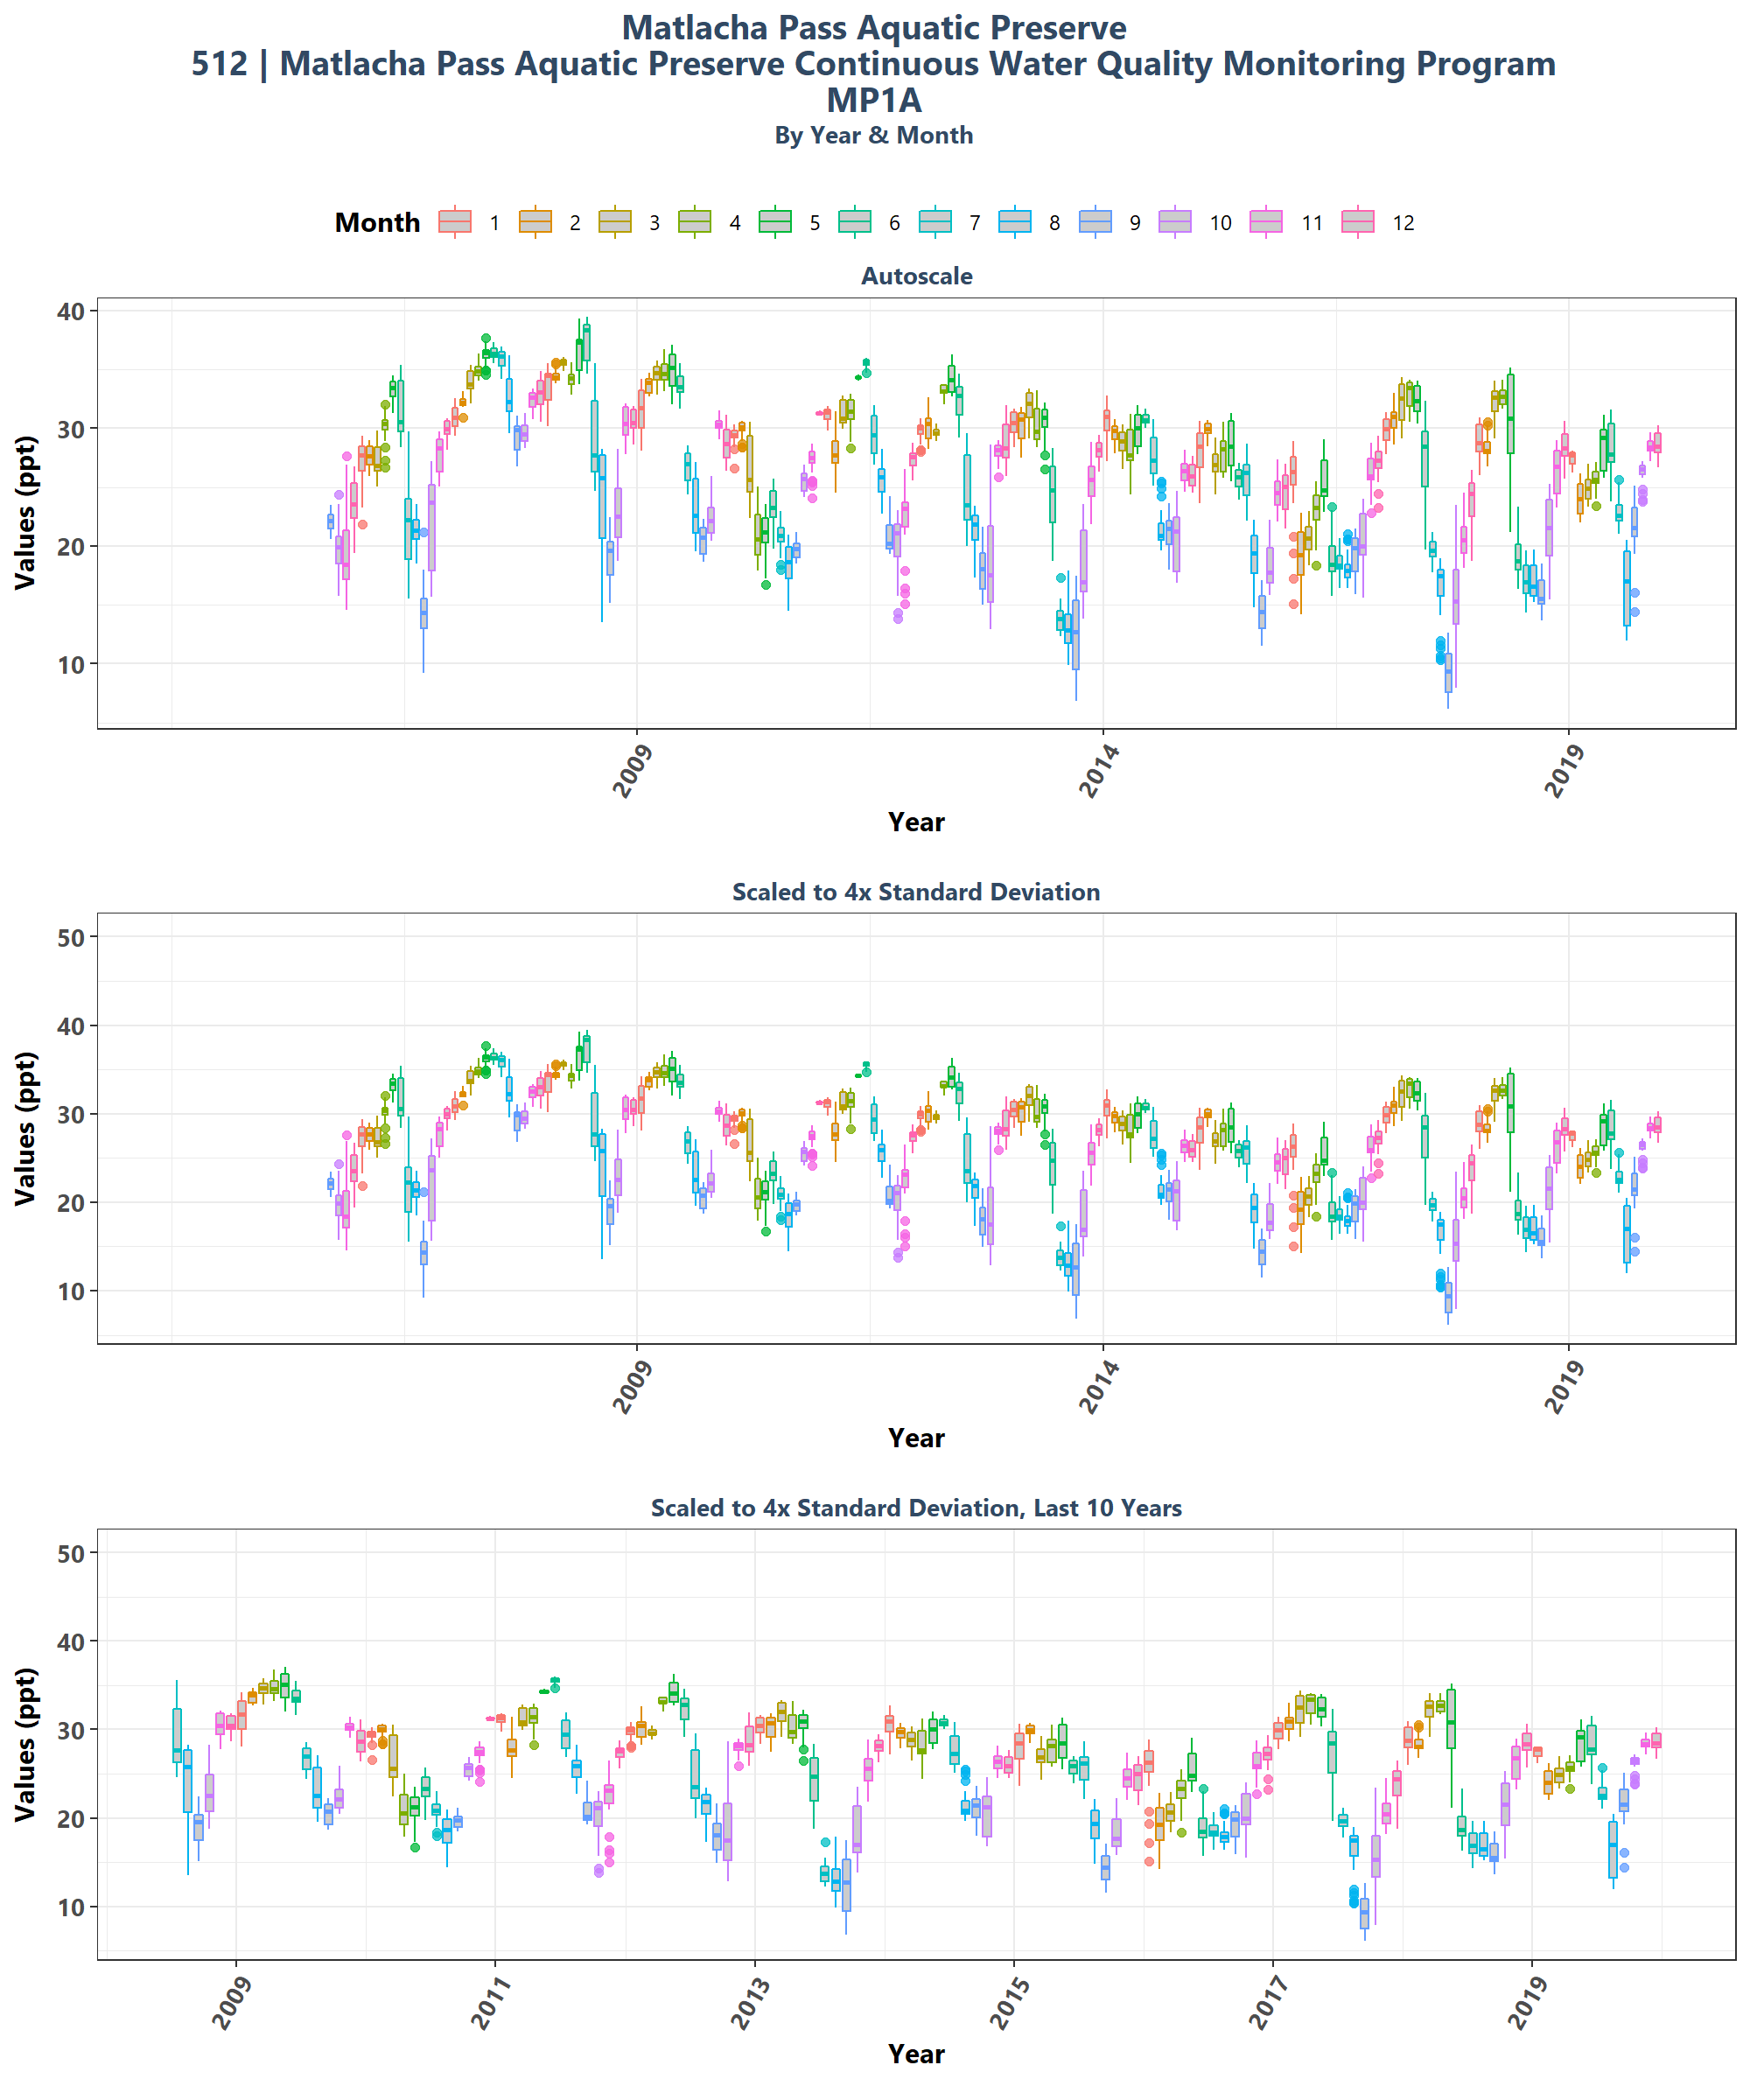 Matlacha Pass Aquatic Preserve
512 | Matlacha Pass Aquatic Preserve Continuous Water Quality Monitoring Program
MP1A
By Year & Month
Month 1 2 3 4 5 6 7 8 9 10 11 12
Autoscale
Values (ppt)
40
30
20
10
2009 2014 2019
Year
Scaled to 4x Standard Deviation
Values (ppt)
50
40
30
20
10
2009 2014 2019
Year
Scaled to 4x Standard Deviation, Last 10 Years
Values (ppt)
50
40
30
20
10
2009 2011 2013 2015 2017 2019
Year